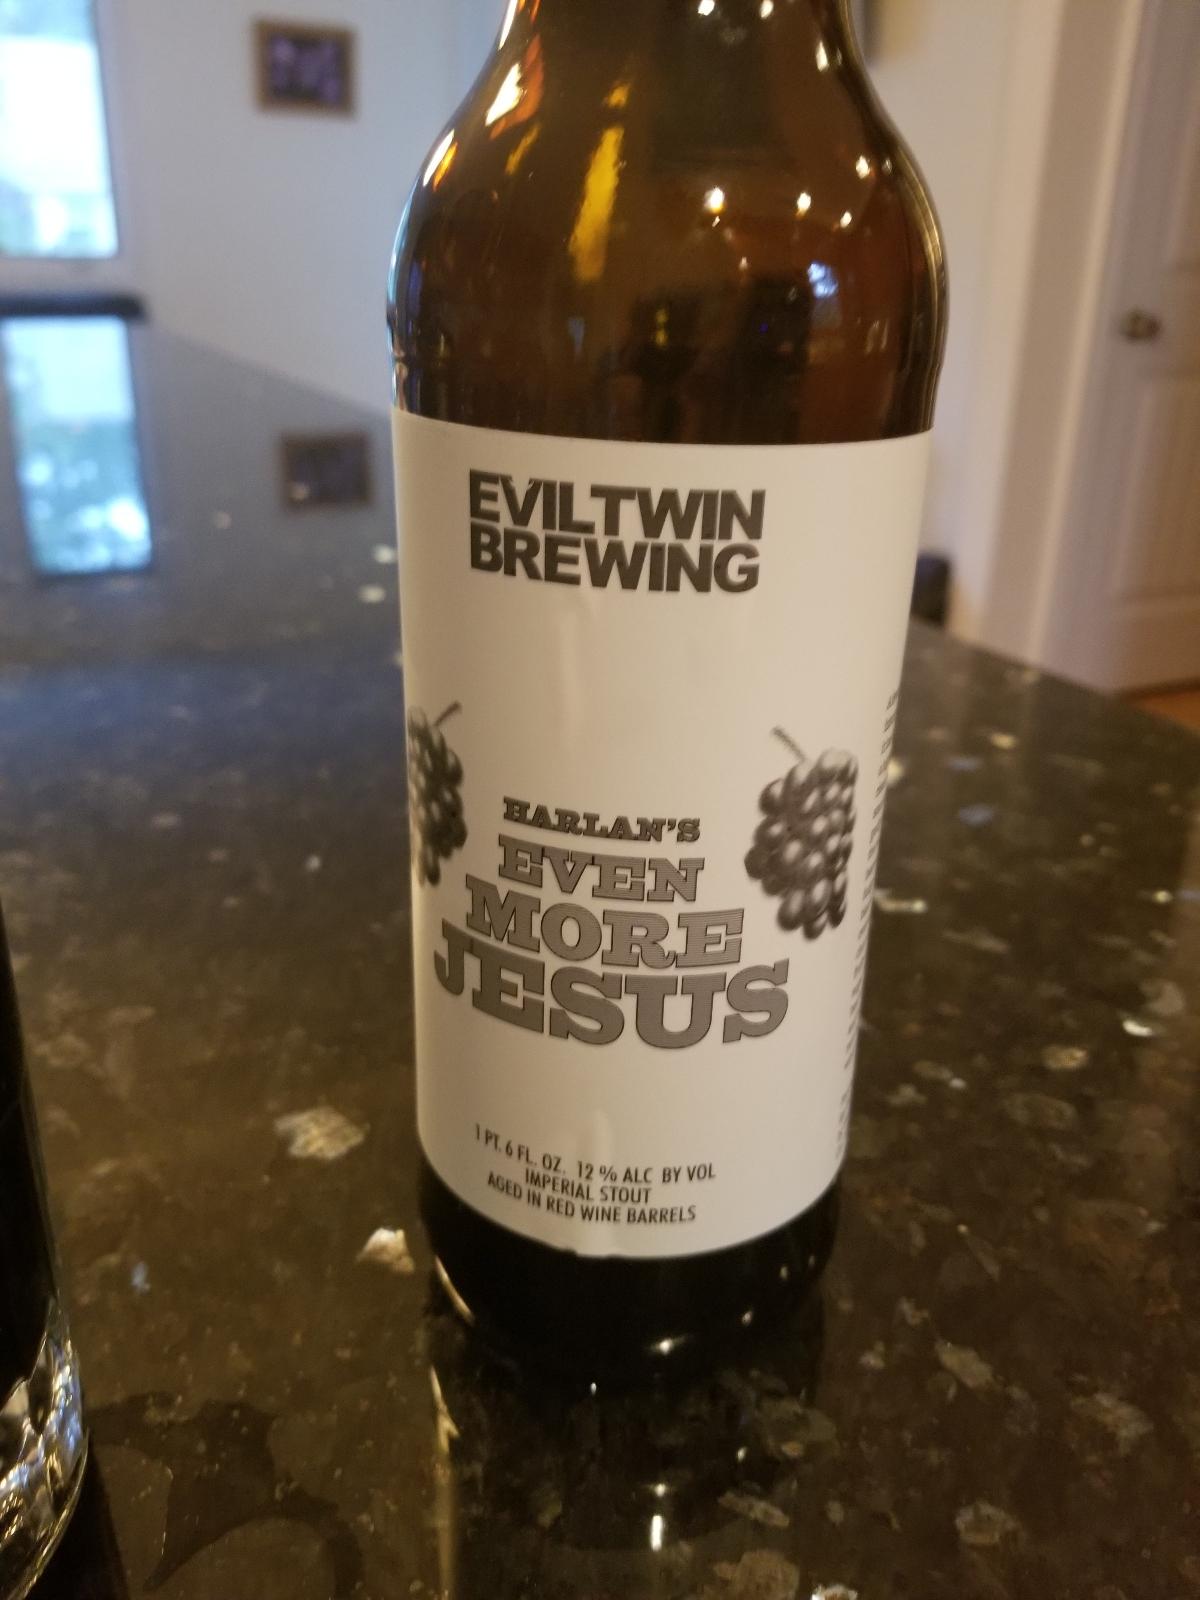 EVILTWIN
BREWING
HARLAN'S
EVEN
MORE
JESUS
1 PT. 6 FL. OZ. 12 % ALC BY VOL
IMPERIAL STOUT
AGED IN RED WINE BARRELS